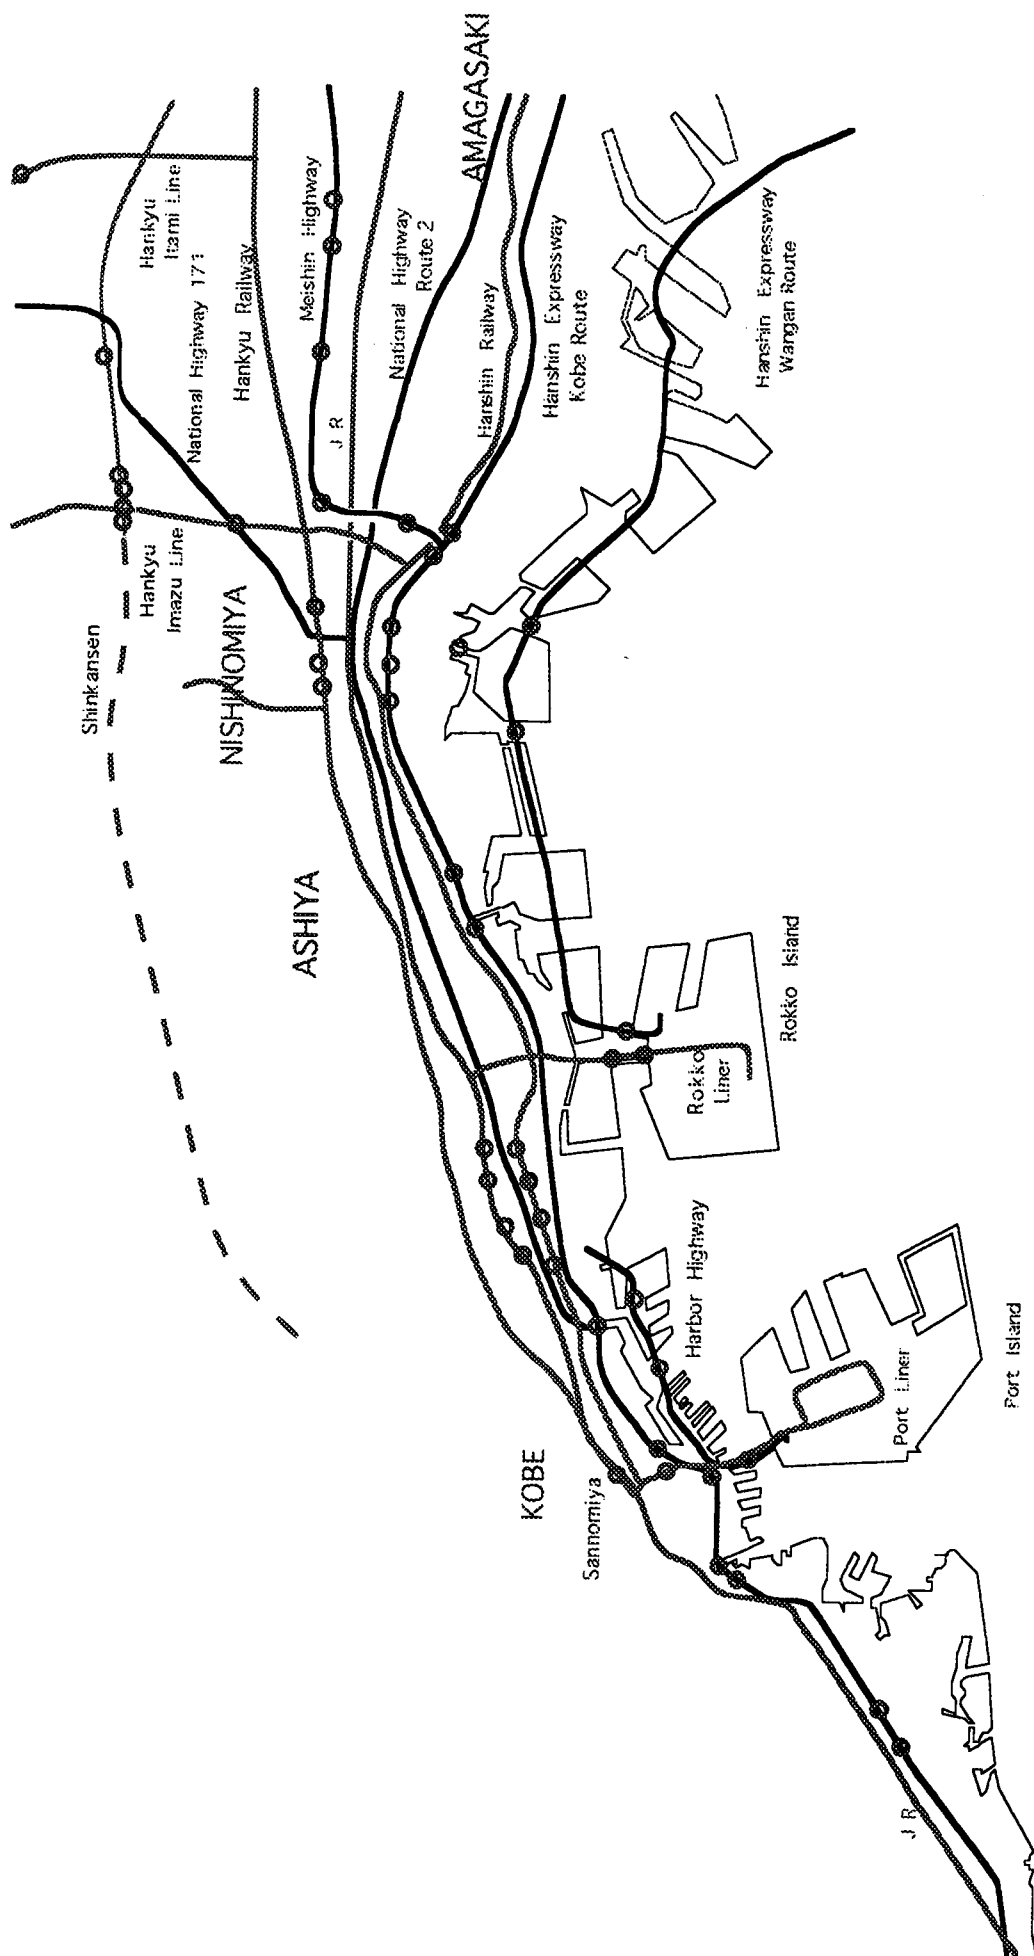 AMAGASAKI
Hankyu
Itami Line
National Highway 171
Hankyu Railway
Meishin Highway
J R
National Highway
Route 2
Hanshin Railway
Hanshin Expressway
Kobe Route
Hanshin Expressway
Wangan Route
Shinkansen
Hankyu
Imazu Line
NISHINOMIYA
ASHIYA
Rokko
Liner
Rokko Island
Harbor Highway
KOBE
Sannomiya
Port Liner
Port Island
J R